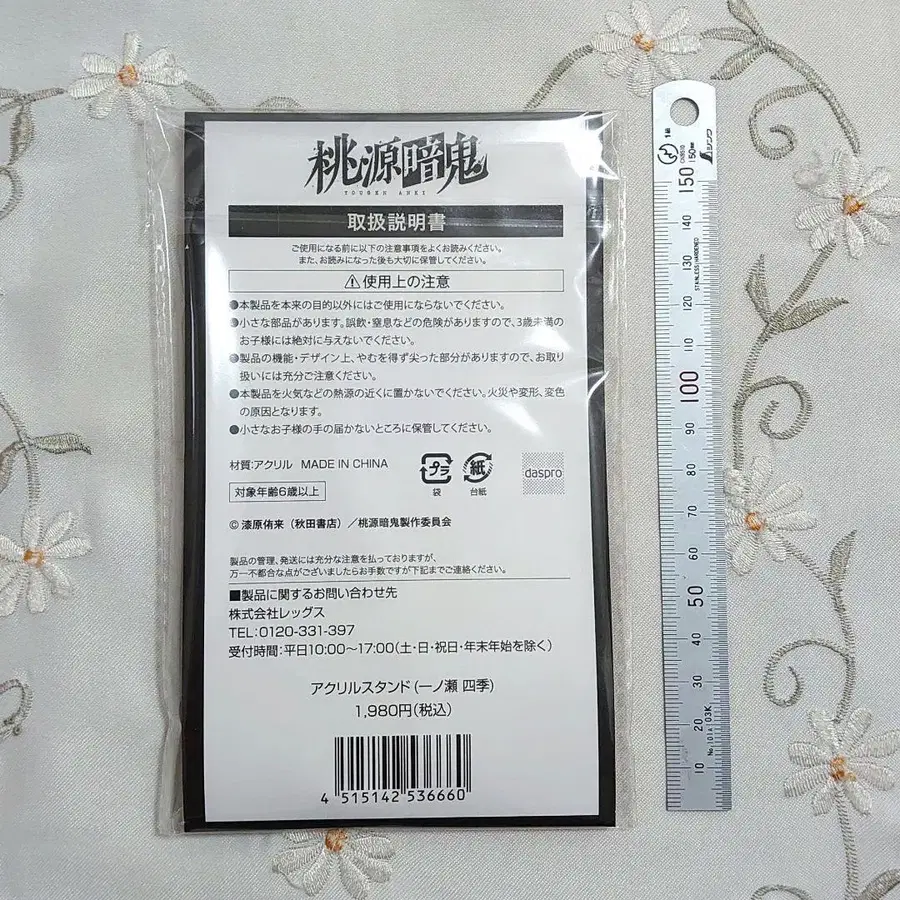 桃源暗鬼
TOUGEN ANKI
取扱説明書
ご使用になる前に以下の注意事項をよくお読みください。
また、お読みになった後も大切に保管してください。
⚠使用上の注意
●本製品を本来の目的以外にはご使用にならないでください。
●小さな部品があります。誤飲・窒息などの危険がありますので、3歳未満の
お子様には絶対に与えないでください。
●製品の機能・デザイン上、やむを得ず尖った部分がありますので、お取り
扱いには充分ご注意ください。
●本製品を火気などの熱源の近くに置かないでください。火災や変形、変色
の原因となります。
●小さなお子様の手の届かないところに保管してください。
材質:アクリル MADE IN CHINA
プラ
袋
紙
台紙
daspro
対象年齢6歳以上
© 漆原侑来(秋田書店)/桃源暗鬼製作委員会
製品の管理、発送には充分な注意を払っておりますが、
万一不都合な点がございましたらお手数ですが下記までご連絡ください。
■製品に関するお問い合わせ先
株式会社レッグス
TEL:0120-331-397
受付時間:平日10:00〜17:00(土・日・祝日・年末年始を除く)
アクリルスタンド(一ノ瀬 四季)
1,980円(税込)
4 515142 536660
シンワ
150mm
1級
STAINLESS HARDENED
150
140
130
120
110
100
90
80
70
60
50
40
30
20
10